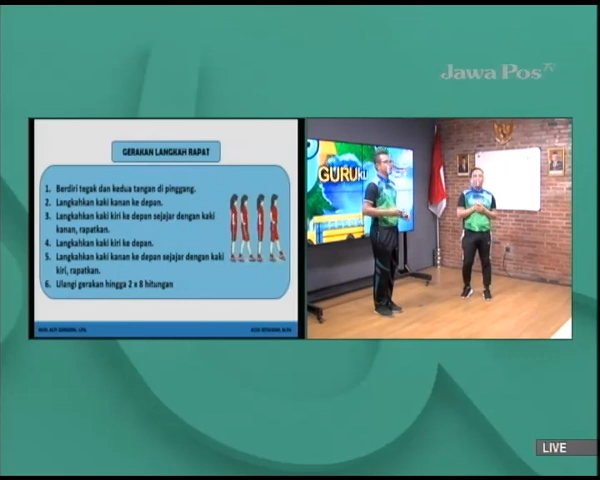 Jawa Pos TV
GERAKAN LANGKAH RAPAT
1. Berdiri tegak dan kedua tangan di pinggang.
2. Langkahkan kaki kanan ke depan.
3. Langkahkan kaki kiri ke depan sejajar dengan kaki
kanan, rapatkan.
4. Langkahkan kaki kiri ke depan.
5. Langkahkan kaki kanan ke depan sejajar dengan kaki
kiri, rapatkan.
6. Ulangi gerakan hingga 2 x 8 hitungan
GURUku
LIVE